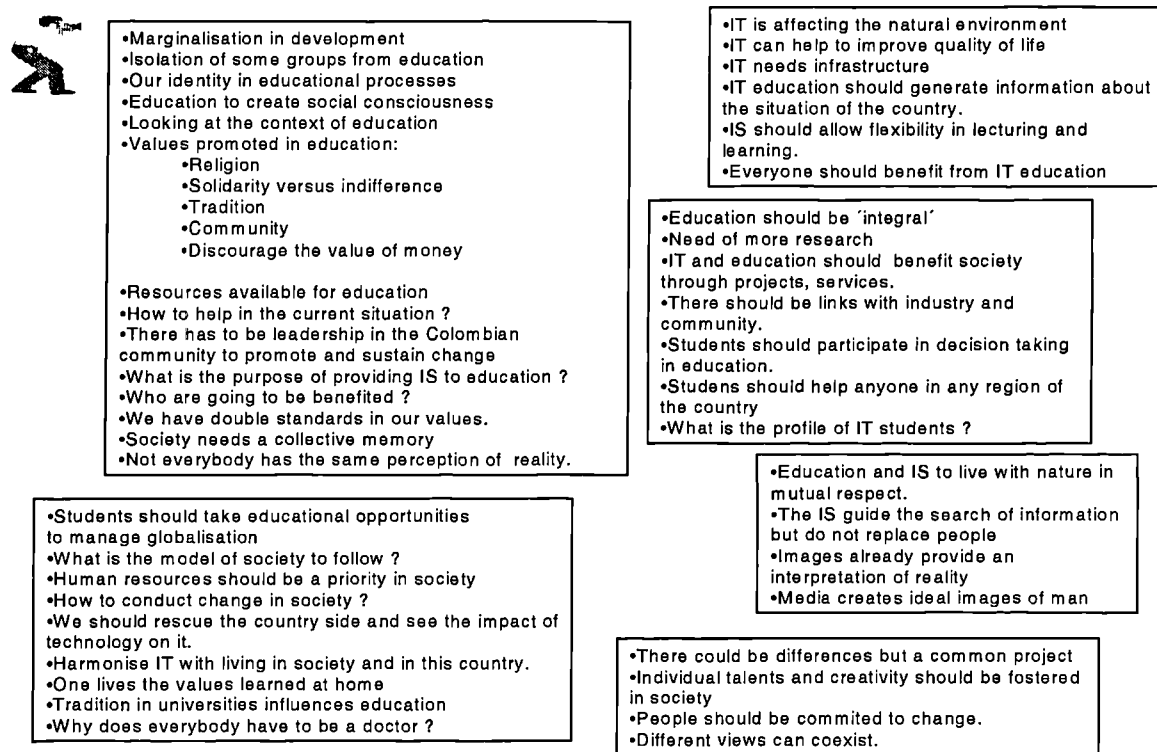 •Marginalisation in development
•Isolation of some groups from education
•Our identity in educational processes
•Education to create social consciousness
•Looking at the context of education
•Values promoted in education:
•Religion
•Solidarity versus indifference
•Tradition
•Community
•Discourage the value of money
•Resources available for education
•How to help in the current situation ?
•There has to be leadership in the Colombian
community to promote and sustain change
•What is the purpose of providing IS to education ?
•Who are going to be benefited ?
•We have double standards in our values.
•Society needs a collective memory
•Not everybody has the same perception of reality.
•IT is affecting the natural environment
•IT can help to improve quality of life
•IT needs infrastructure
•IT education should generate information about
the situation of the country.
•IS should allow flexibility in lecturing and
learning.
•Everyone should benefit from IT education
•Education should be ´integral´
•Need of more research
•IT and education should benefit society
through projects, services.
•There should be links with industry and
community.
•Students should participate in decision taking
in education.
•Studens should help anyone in any region of
the country
•What is the profile of IT students ?
•Education and IS to live with nature in
mutual respect.
•The IS guide the search of information
but do not replace people
•Images already provide an
interpretation of reality
•Media creates ideal images of man
•Students should take educational opportunities
to manage globalisation
•What is the model of society to follow ?
•Human resources should be a priority in society
•How to conduct change in society ?
•We should rescue the country side and see the impact of
technology on it.
•Harmonise IT with living in society and in this country.
•One lives the values learned at home
•Tradition in universities influences education
•Why does everybody have to be a doctor ?
•There could be differences but a common project
•Individual talents and creativity should be fostered
in society
•People should be commited to change.
•Different views can coexist.